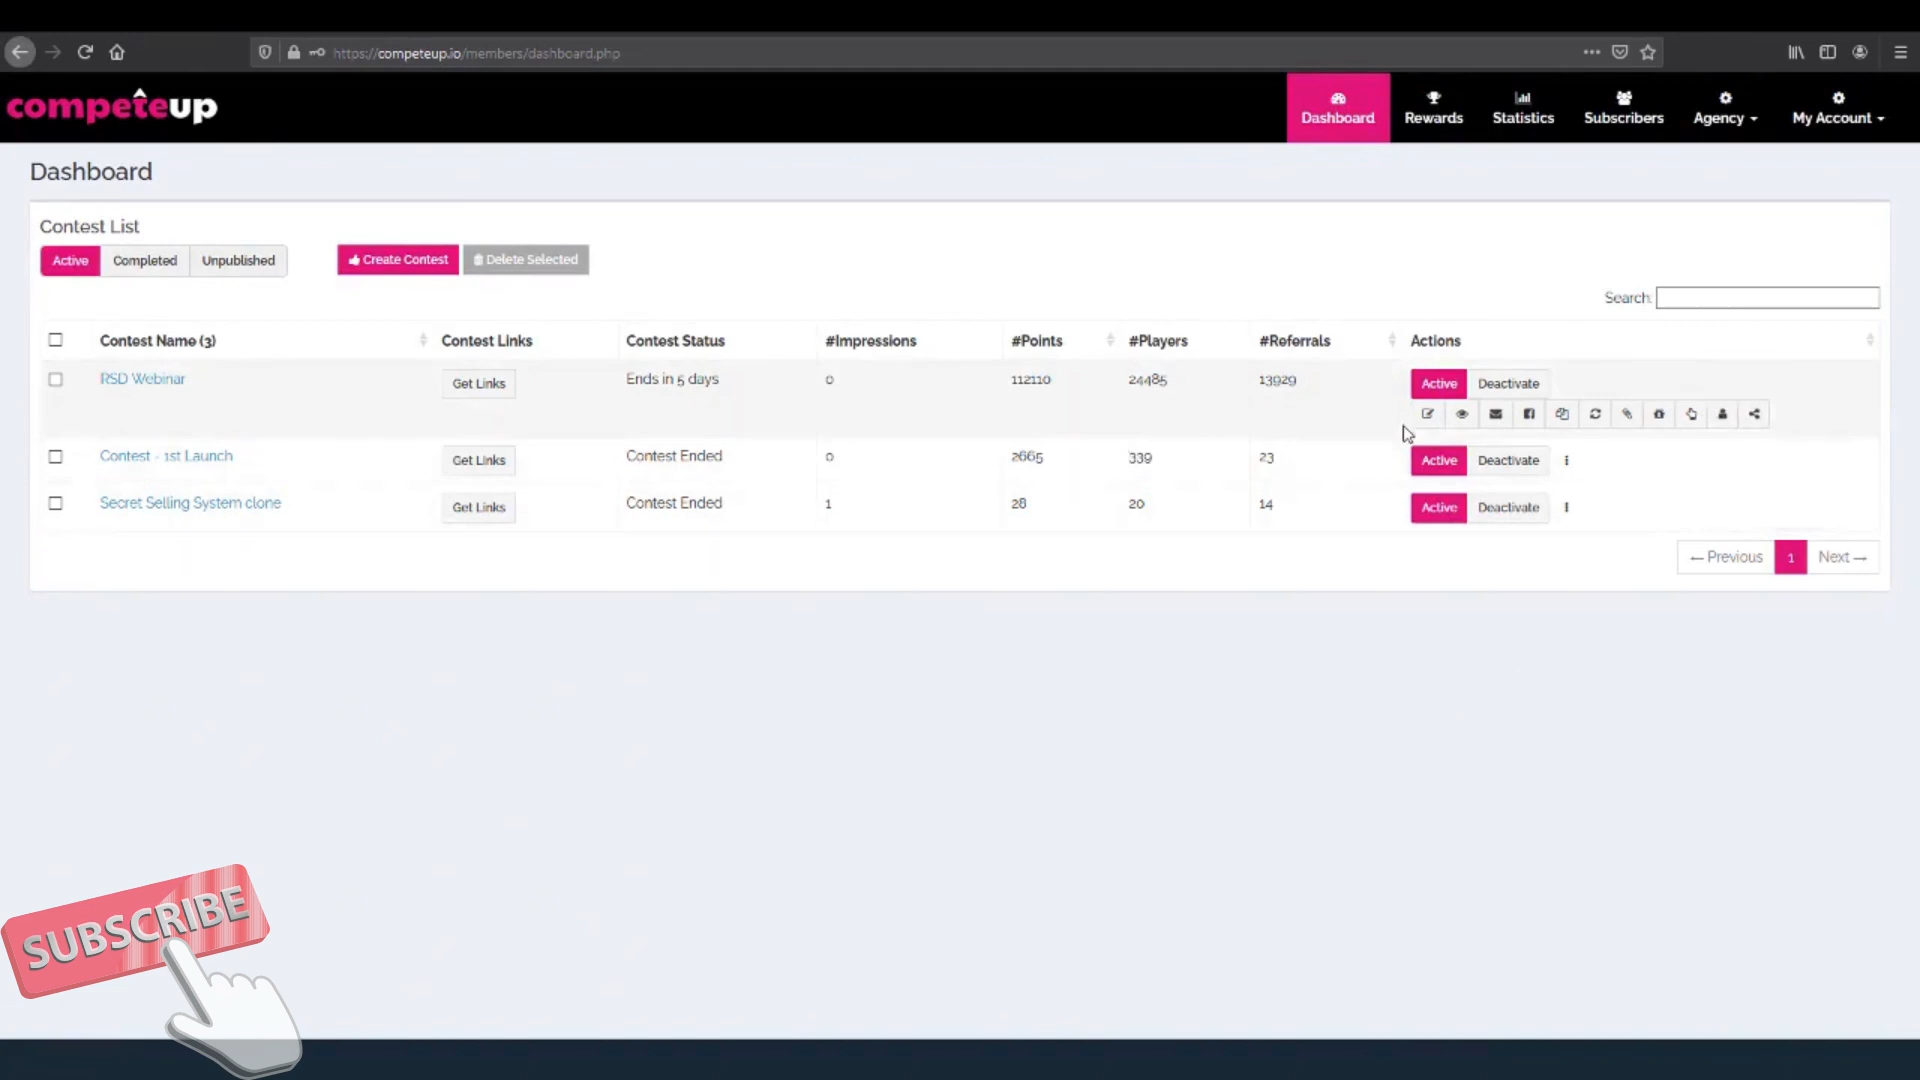 https://competeup.io/members/dashboard.php
competeup
Dashboard
Rewards
Statistics
Subscribers
Agency
My Account
Dashboard
Contest List
Active
Completed
Unpublished
Create Contest
Delete Selected
Search:
Contest Name (3)
Contest Links
Contest Status
#Impressions
#Points
#Players
#Referrals
Actions
RSD Webinar
Get Links
Ends in 5 days
0
112110
24485
13929
Active
Deactivate
Contest - 1st Launch
Get Links
Contest Ended
0
2665
339
23
Active
Deactivate
Secret Selling System clone
Get Links
Contest Ended
1
28
20
14
Active
Deactivate
← Previous
1
Next →
SUBSCRIBE